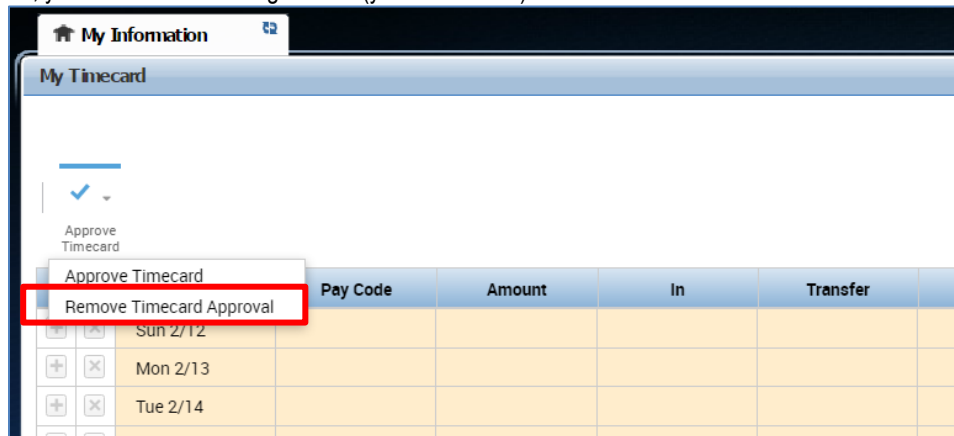 My Information
My Timecard
Approve
Timecard
Approve Timecard
Remove Timecard Approval
Pay Code Amount In Transfer
Sun 2/12
Mon 2/13
Tue 2/14